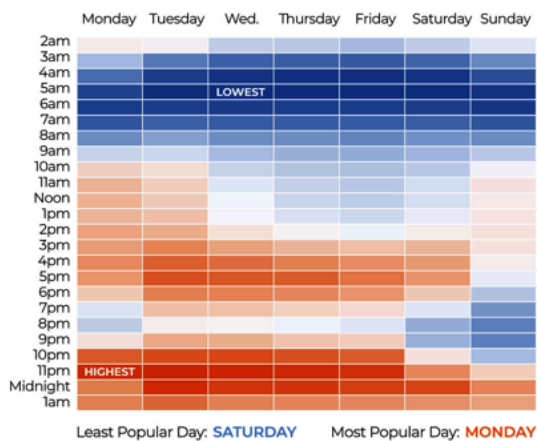 Monday Tuesday Wed. Thursday Friday Saturday Sunday
2am
3am
4am
5am LOWEST
6am
7am
8am
9am
10am
11am
Noon
1pm
2pm
3pm
4pm
5pm
6pm
7pm
8pm
9pm
10pm
11pm HIGHEST
Midnight
1am
Least Popular Day: SATURDAY Most Popular Day: MONDAY